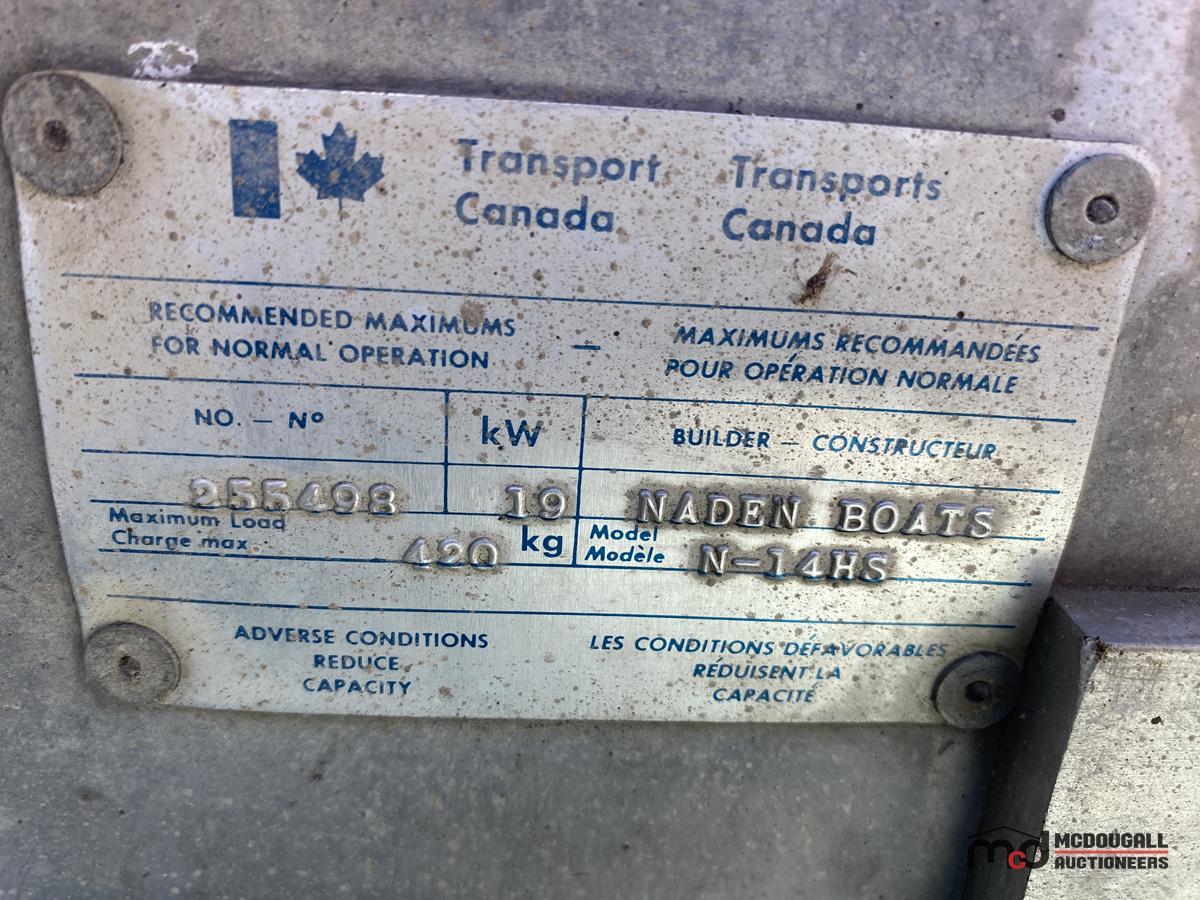 Transport Transports
Canada Canada
RECOMMENDED MAXIMUMS
FOR NORMAL OPERATION
—
MAXIMUMS RECOMMANDÉES
POUR OPÉRATION NORMALE
NO. — Nº
kW
BUILDER — CONSTRUCTEUR
255498
19
NADEN BOATS
Maximum Load
Charge max.
420 kg
Model
Modèle
N-14HS
ADVERSE CONDITIONS
REDUCE
CAPACITY
LES CONDITIONS DÉFAVORABLES
RÉDUISENT LA
CAPACITÉ
mcd
MCDOUGALL
AUCTIONEERS